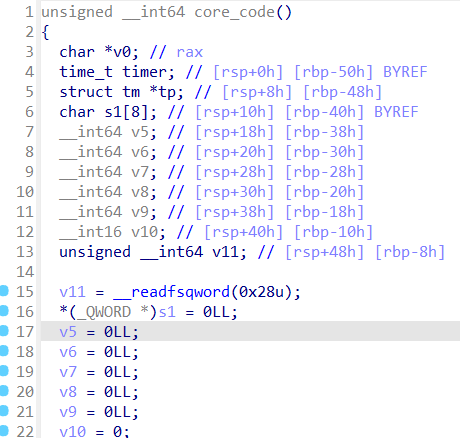 1 unsigned __int64 core_code()
2 {
3 char *v0; // rax
4 time_t timer; // [rsp+0h] [rbp-50h] BYREF
5 struct tm *tp; // [rsp+8h] [rbp-48h]
6 char s1[8]; // [rsp+10h] [rbp-40h] BYREF
7 __int64 v5; // [rsp+18h] [rbp-38h]
8 __int64 v6; // [rsp+20h] [rbp-30h]
9 __int64 v7; // [rsp+28h] [rbp-28h]
10 __int64 v8; // [rsp+30h] [rbp-20h]
11 __int64 v9; // [rsp+38h] [rbp-18h]
12 __int16 v10; // [rsp+40h] [rbp-10h]
13 unsigned __int64 v11; // [rsp+48h] [rbp-8h]
14
15 v11 = __readfsqword(0x28u);
16 *(_QWORD *)s1 = 0LL;
17 v5 = 0LL;
18 v6 = 0LL;
19 v7 = 0LL;
20 v8 = 0LL;
21 v9 = 0LL;
22 v10 = 0;